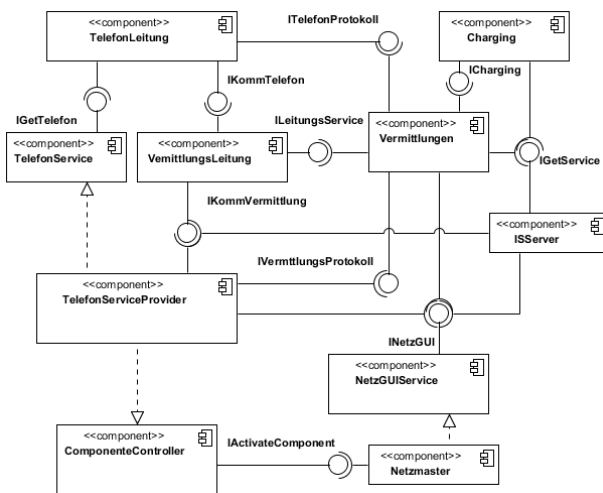 <<component>>
TelefonLeitung
ITelefonProtokoll
<<component>>
Charging
IKommTelefon
ICharging
IGetTelefon
ILeitungsService
<<component>>
Vermittlungen
<<component>>
TelefonService
<<component>>
VemittlungsLeitung
IGetService
IKommVermittlung
<<component>>
ISServer
IVermttlungsProtokoll
<<component>>
TelefonServiceProvider
INetzGUI
<<component>>
NetzGUIService
<<component>>
ComponenteController
IActivateComponent
<<component>>
Netzmaster